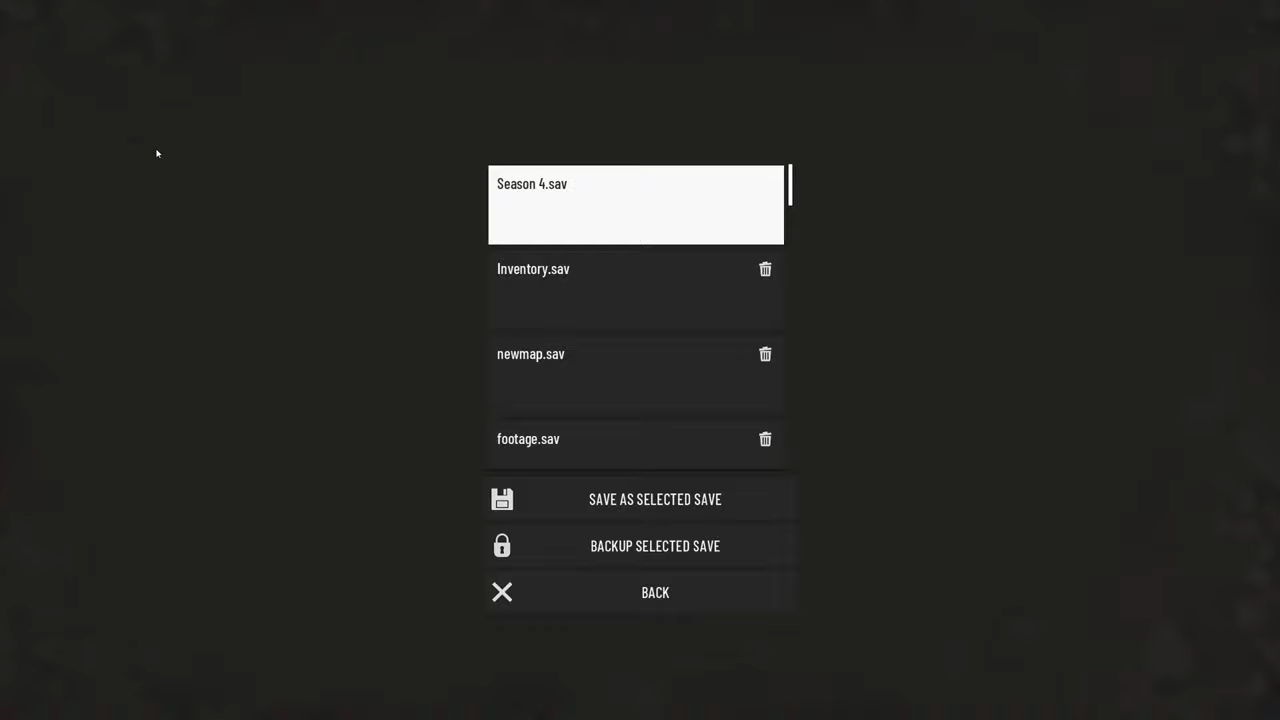 Season 4.sav
Inventory.sav
newmap.sav
footage.sav
SAVE AS SELECTED SAVE
BACKUP SELECTED SAVE
BACK